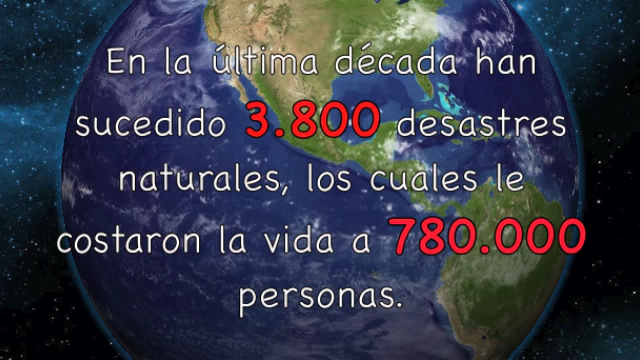 En la última década han
sucedido 3.800 desastres
naturales, los cuales le
costaron la vida a 780.000
personas.